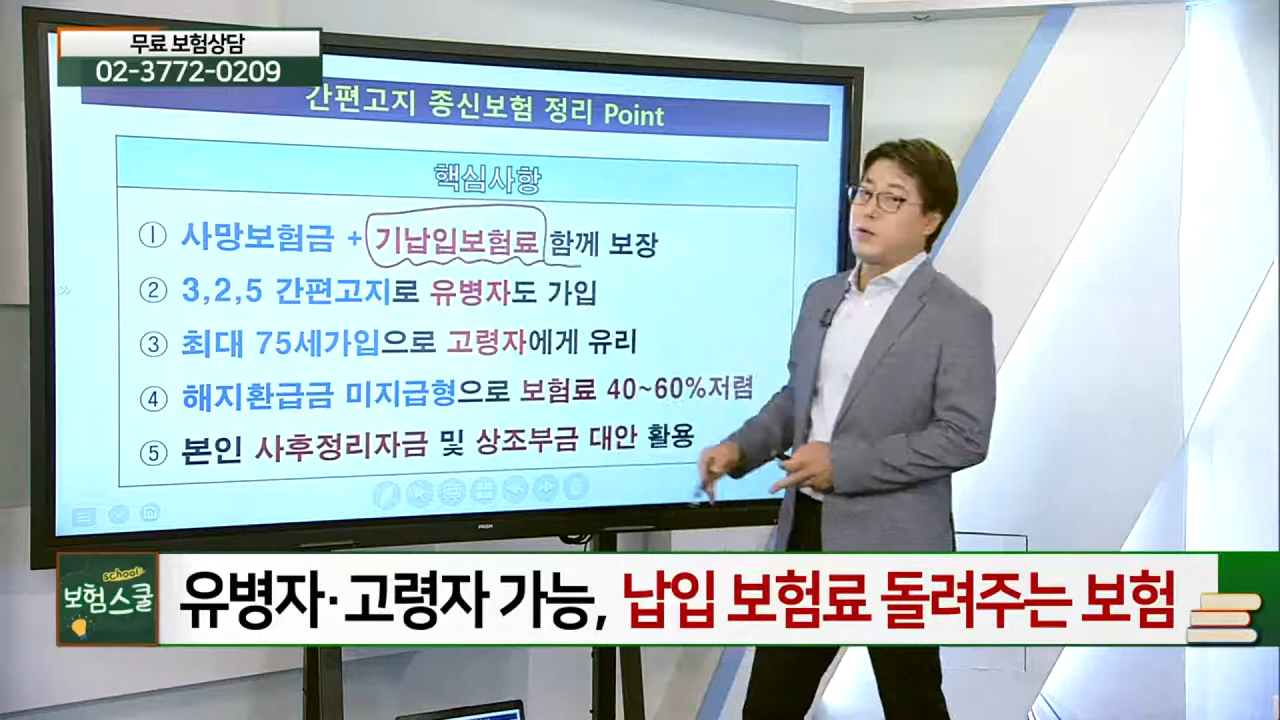 무료 보험상담
02-3772-0209
간편고지 종신보험 정리 Point
핵심사항
① 사망보험금 + 기납입보험료 함께 보장
② 3,2,5 간편고지로 유병자도 가입
③ 최대 75세가입으로 고령자에게 유리
④ 해지환급금 미지급형으로 보험료 40~60%저렴
⑤ 본인 사후정리자금 및 상조부금 대안 활용
PRISM
school
보험스쿨
유병자·고령자 가능, 납입 보험료 돌려주는 보험